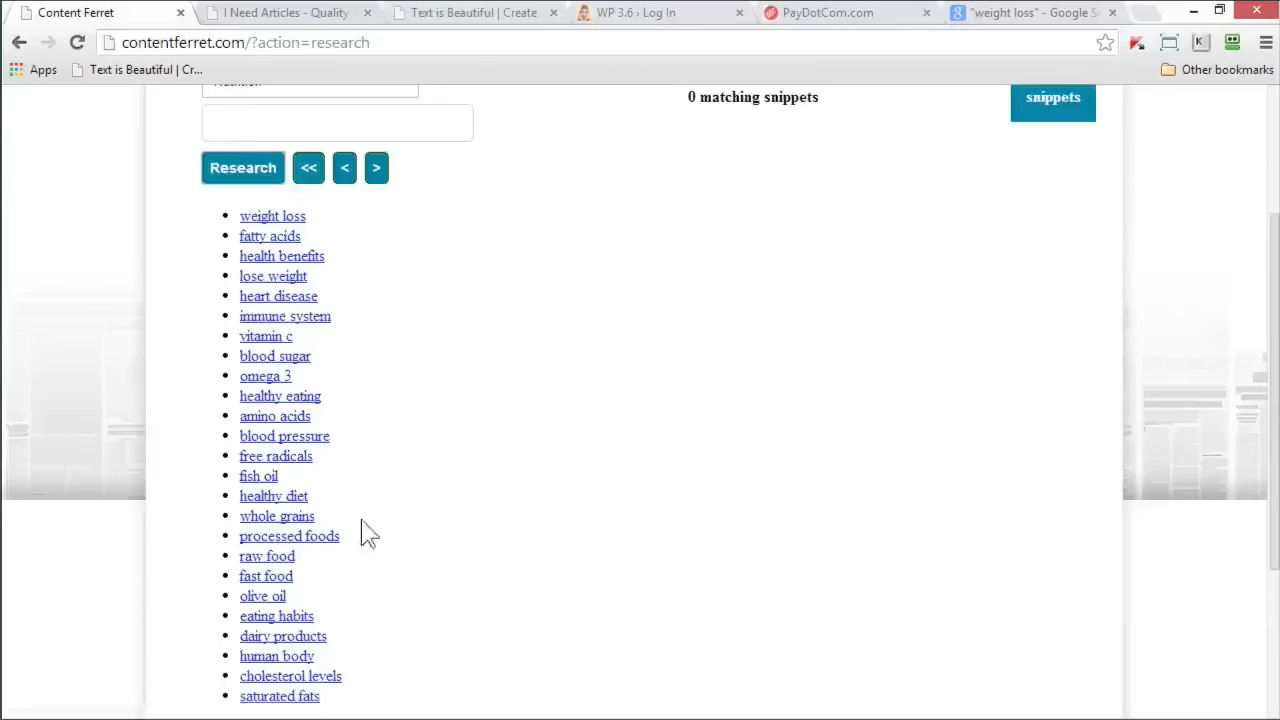 Content Ferret
I Need Articles - Quality
Text is Beautiful | Create
WP 3.6 › Log In
PayDotCom.com
"weight loss" - Google Se
contentferret.com/?action=research
Apps
Text is Beautiful | Cr...
Other bookmarks
0 matching snippets
snippets
Research
<<
<
>
weight loss
fatty acids
health benefits
lose weight
heart disease
immune system
vitamin c
blood sugar
omega 3
healthy eating
amino acids
blood pressure
free radicals
fish oil
healthy diet
whole grains
processed foods
raw food
fast food
olive oil
eating habits
dairy products
human body
cholesterol levels
saturated fats